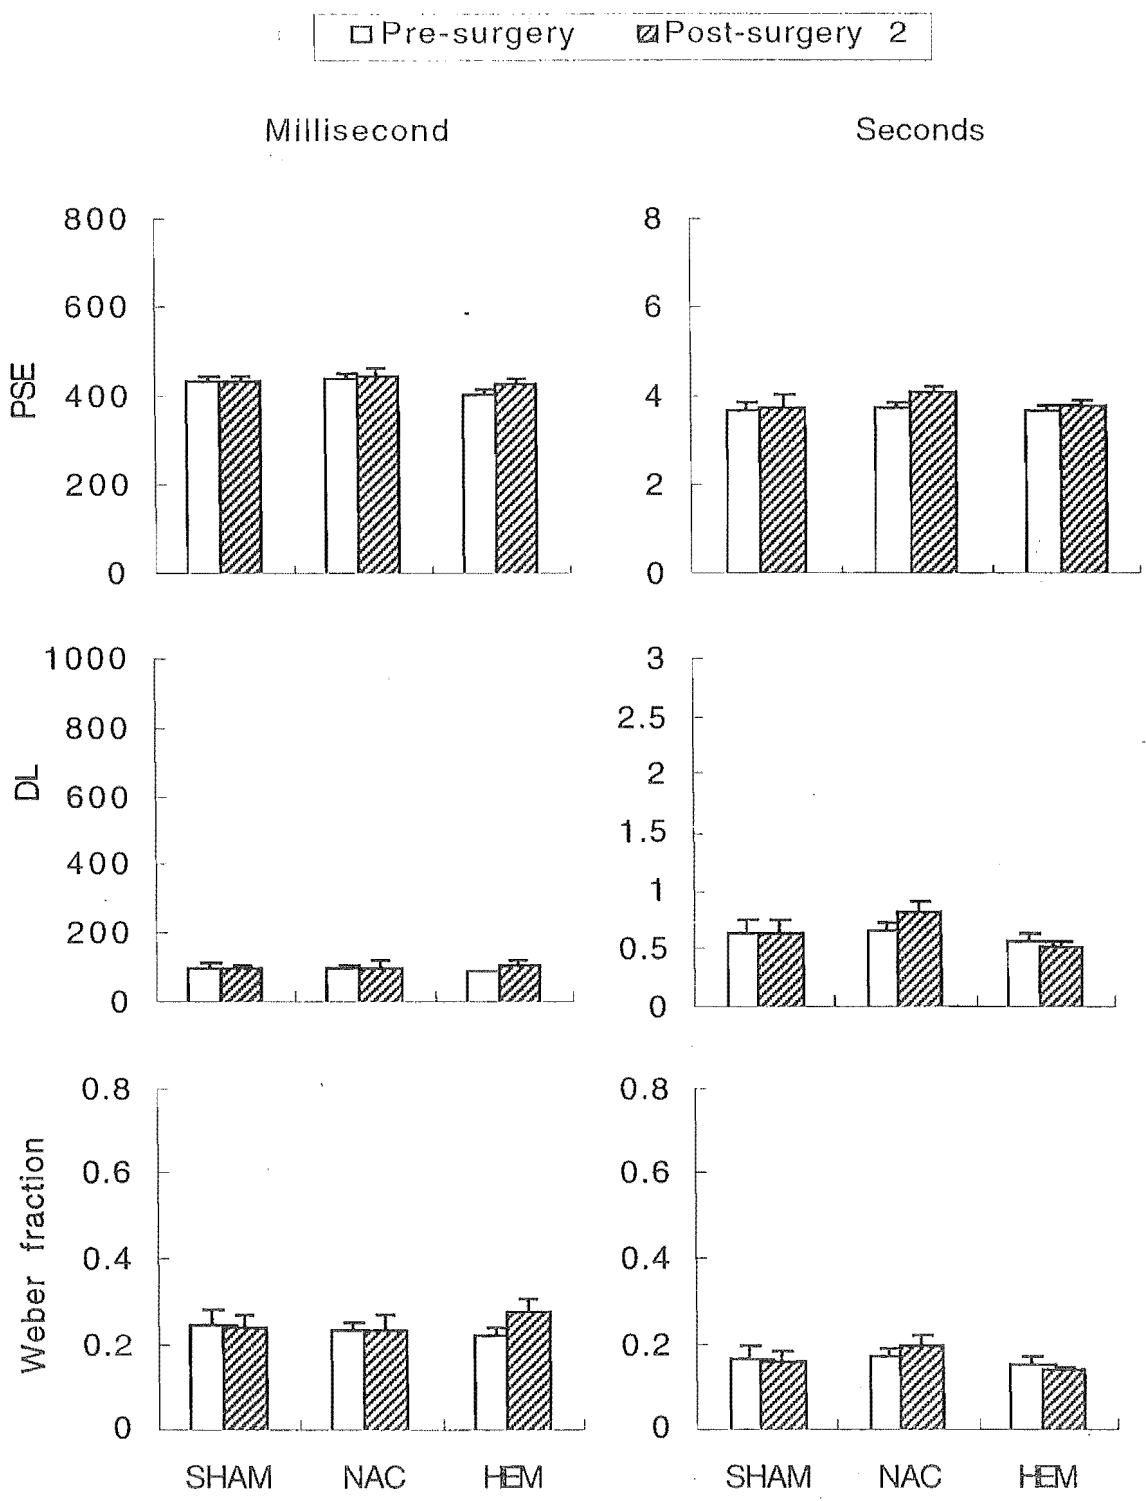 Pre-surgery Post-surgery 2
Millisecond Seconds
800 8
600 6
PSE
400 4
200 2
0 0
1000 3
800 2.5
DL
600 2
400 1.5
200 1
0 0.5
0
0.8 0.8
0.6 0.6
Weber fraction
0.4 0.4
0.2 0.2
0 0
SHAM NAC HEM SHAM NAC HEM